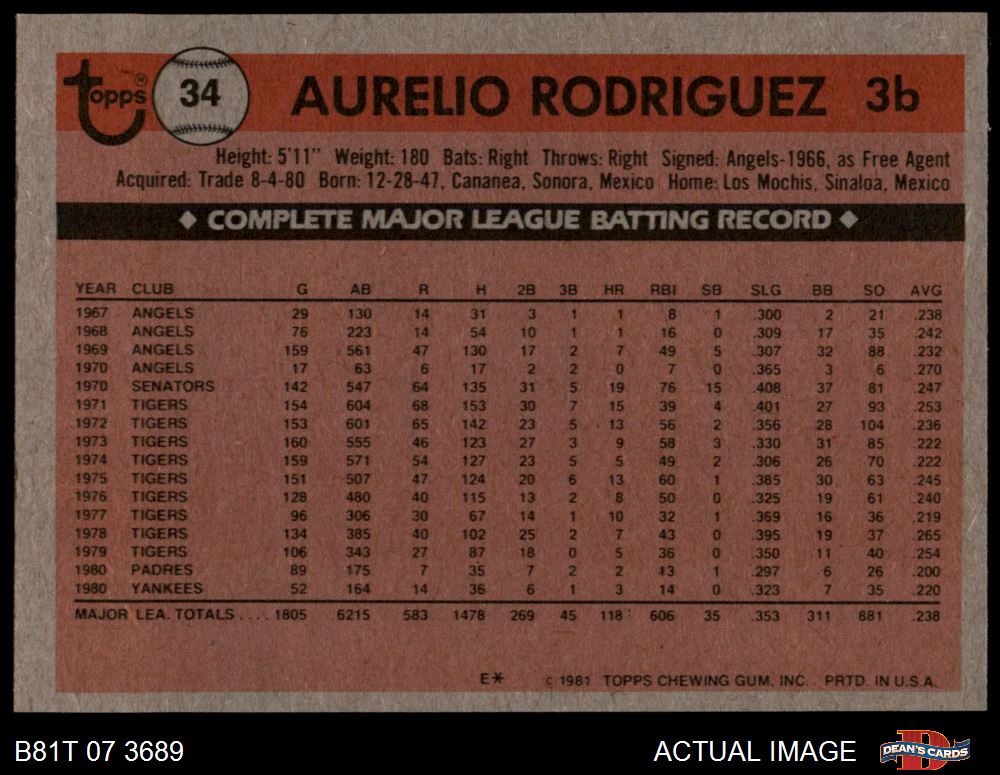 Topps® 34 AURELIO RODRIGUEZ 3b
Height: 5'11" Weight: 180 Bats: Right Throws: Right Signed: Angels-1966, as Free Agent
Acquired: Trade 8-4-80 Born: 12-28-47, Cananea, Sonora, Mexico Home: Los Mochis, Sinaloa, Mexico
◆ COMPLETE MAJOR LEAGUE BATTING RECORD ◆
YEAR CLUB G AB R H 2B 3B HR RBI SB SLG BB SO AVG
1967 ANGELS 29 130 14 31 3 1 1 8 1 .300 2 21 .238
1968 ANGELS 76 223 14 54 10 1 1 16 0 .309 17 35 .242
1969 ANGELS 159 561 47 130 17 2 7 49 5 .307 32 88 .232
1970 ANGELS 17 63 6 17 2 2 0 7 0 .365 3 6 .270
1970 SENATORS 142 547 64 135 31 5 19 76 15 .408 37 81 .247
1971 TIGERS 154 604 68 153 30 7 15 39 4 .401 27 93 .253
1972 TIGERS 153 601 65 142 23 5 13 56 2 .356 28 104 .236
1973 TIGERS 160 555 46 123 27 3 9 58 3 .330 31 85 .222
1974 TIGERS 159 571 54 127 23 5 5 49 2 .306 26 70 .222
1975 TIGERS 151 507 47 124 20 6 13 60 1 .385 30 63 .245
1976 TIGERS 128 480 40 115 13 2 8 50 0 .325 19 61 .240
1977 TIGERS 96 306 30 67 14 1 10 32 1 .369 16 36 .219
1978 TIGERS 134 385 40 102 25 2 7 43 0 .395 19 37 .265
1979 TIGERS 106 343 27 87 18 0 5 36 0 .350 11 40 .254
1980 PADRES 89 175 7 35 7 2 2 13 1 .297 6 26 .200
1980 YANKEES 52 164 14 36 6 1 3 14 0 .323 7 35 .220
MAJOR LEA. TOTALS .... 1805 6215 583 1478 269 45 118 606 35 .353 311 881 .238
E* © 1981 TOPPS CHEWING GUM, INC. PRTD. IN U.S.A.
B81T 07 3689 ACTUAL IMAGE D DEAN'S CARDS